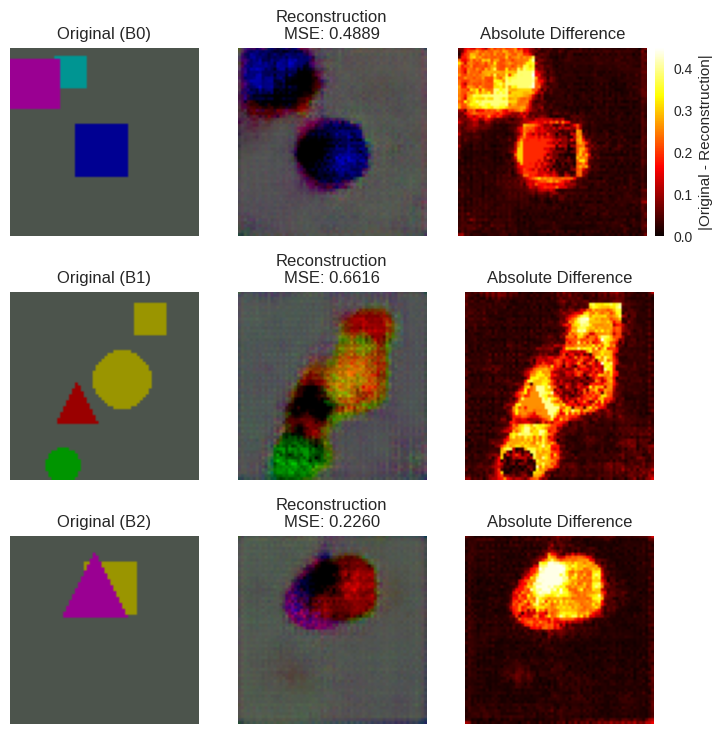 Original (B0)
Reconstruction
MSE: 0.4889
Absolute Difference
0.4
0.3
0.2
0.1
0.0
|Original - Reconstruction|
Original (B1)
Reconstruction
MSE: 0.6616
Absolute Difference
Original (B2)
Reconstruction
MSE: 0.2260
Absolute Difference